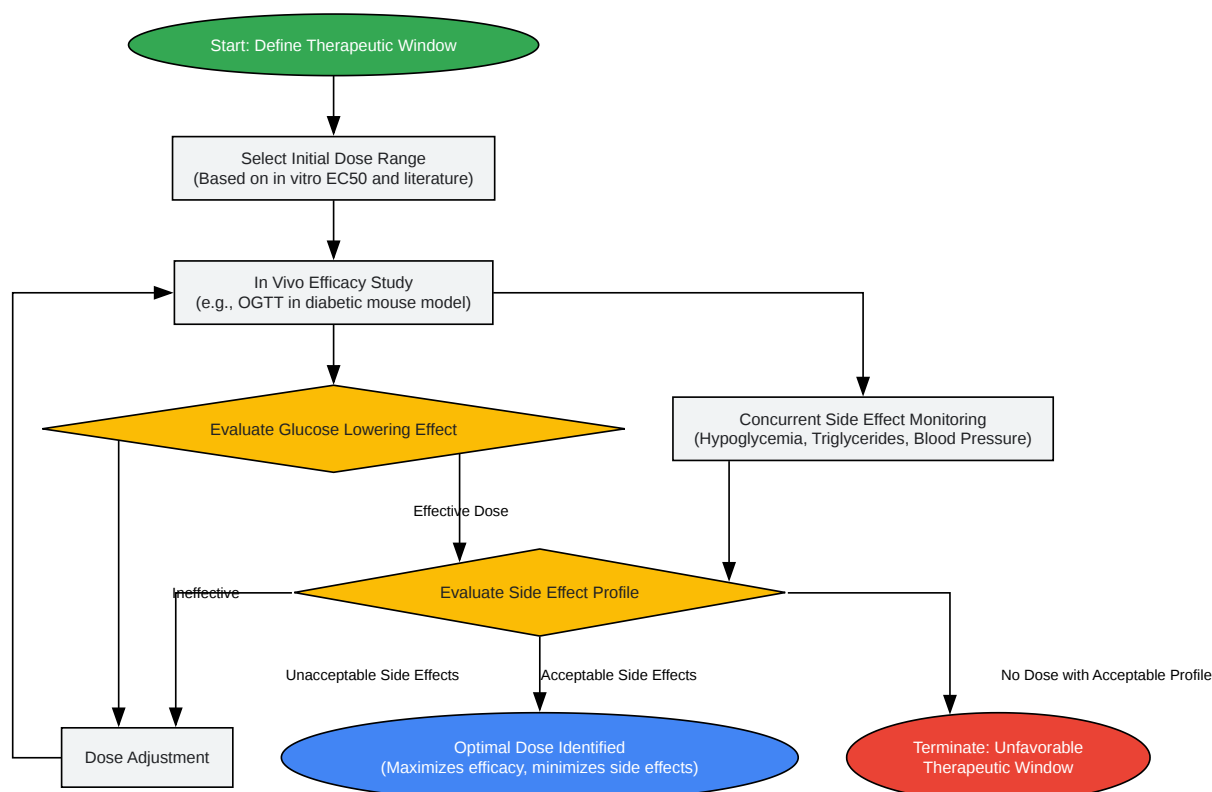 Start: Define Therapeutic Window
Select Initial Dose Range
(Based on in vitro EC50 and literature)
In Vivo Efficacy Study
(e.g., OGTT in diabetic mouse model)
Evaluate Glucose Lowering Effect
Concurrent Side Effect Monitoring
(Hypoglycemia, Triglycerides, Blood Pressure)
Effective Dose
Ineffective
Evaluate Side Effect Profile
Unacceptable Side Effects
Acceptable Side Effects
No Dose with Acceptable Profile
Dose Adjustment
Optimal Dose Identified
(Maximizes efficacy, minimizes side effects)
Terminate: Unfavorable
Therapeutic Window